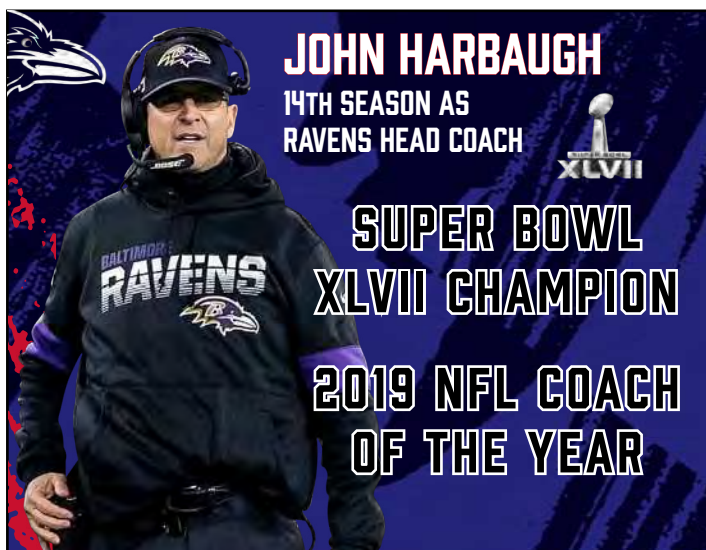 JOHN HARBAUGH
14TH SEASON AS
RAVENS HEAD COACH
SUPER BOWL
XLVII
SUPER BOWL
XLVII CHAMPION
2019 NFL COACH
OF THE YEAR
BOSE
BALTIMORE
RAVENS